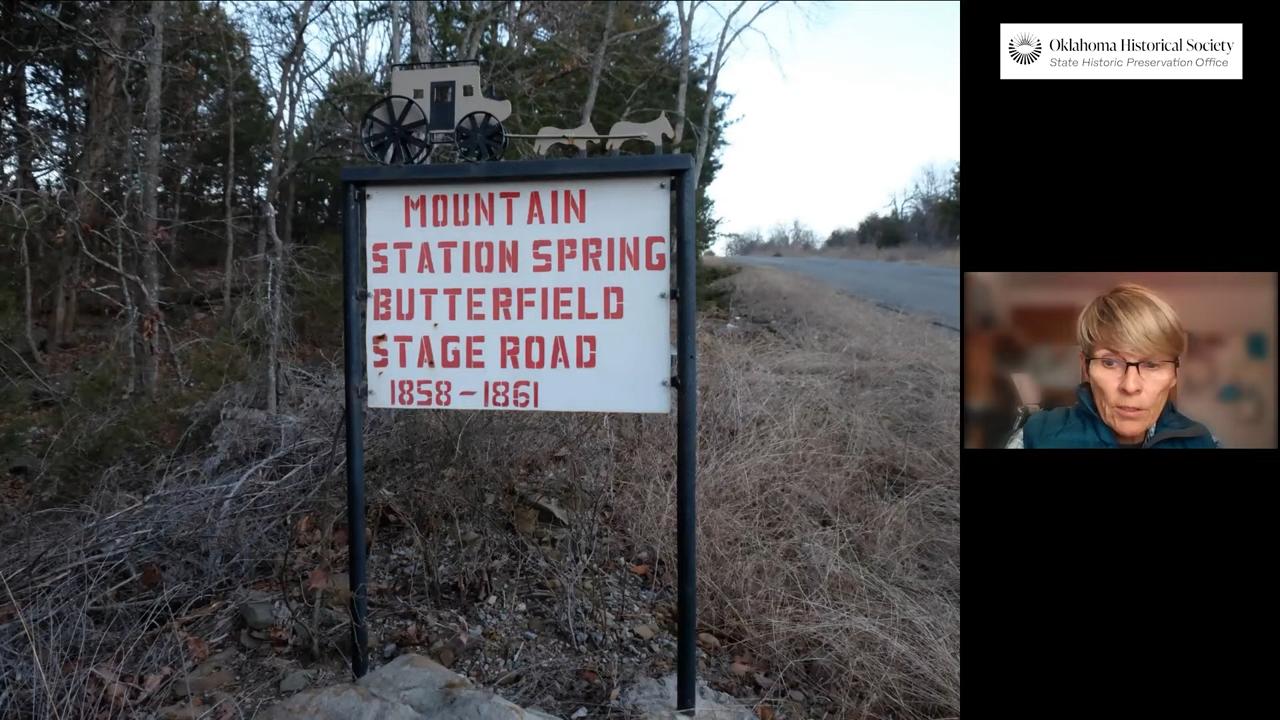 MOUNTAIN
STATION SPRING
BUTTERFIELD
STAGE ROAD
1858-1861
Oklahoma Historical Society
State Historic Preservation Office